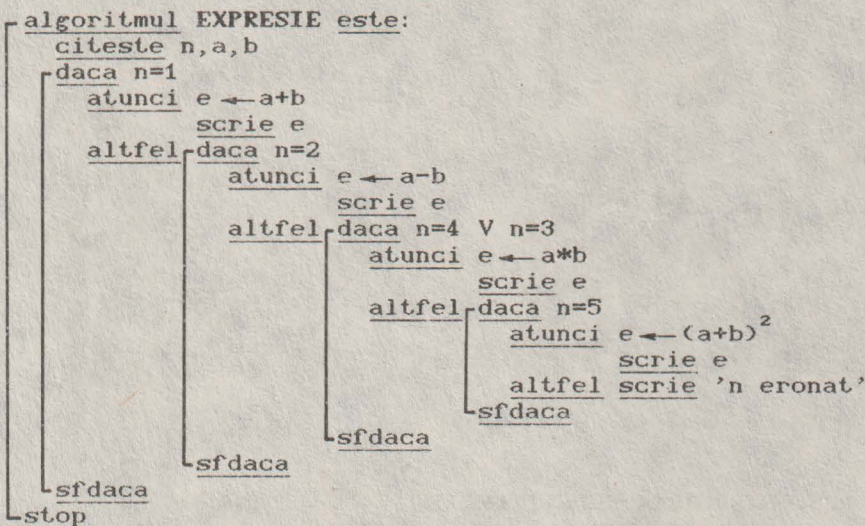 algoritmul EXPRESIE este:
citeste n,a,b
daca n=1
atunci e ← a+b
scrie e
altfel daca n=2
atunci e ← a-b
scrie e
altfel daca n=4 V n=3
atunci e ← a*b
scrie e
altfel daca n=5
atunci e ← (a+b)²
scrie e
altfel scrie 'n eronat'
sfdaca
sfdaca
sfdaca
sfdaca
stop